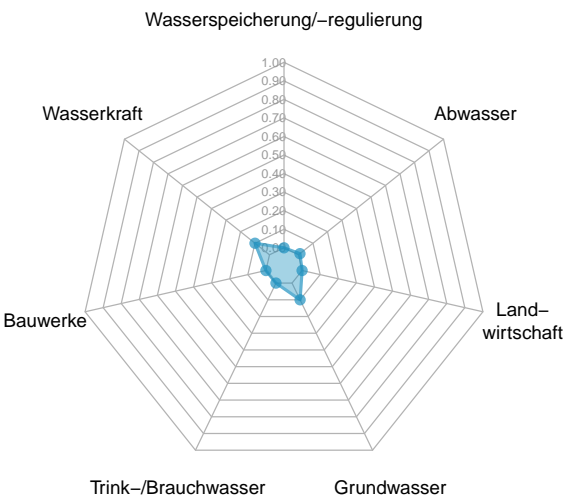 Wasserspeicherung/−regulierung
1.00
0.90
0.80
0.70
0.60
0.50
0.40
0.30
0.20
0.10
Wasserkraft
Abwasser
Bauwerke
Land−
wirtschaft
Trink−/Brauchwasser
Grundwasser